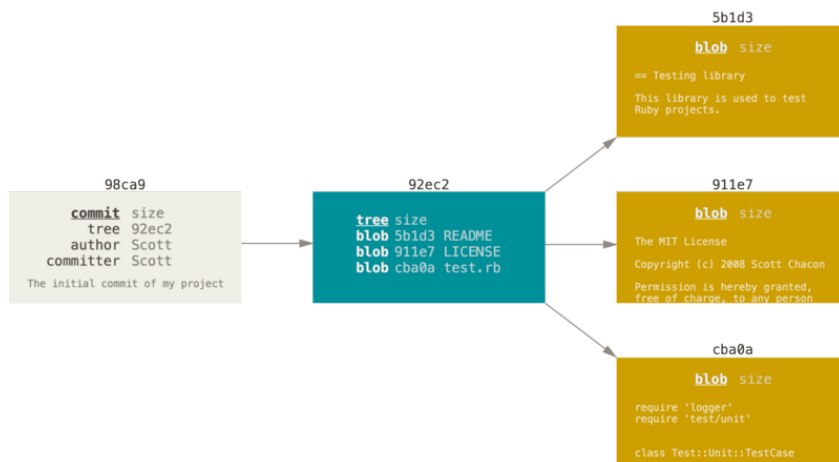 98ca9
commit size
tree 92ec2
author Scott
committer Scott
The initial commit of my project
92ec2
tree size
blob 5b1d3 README
blob 911e7 LICENSE
blob cba0a test.rb
5b1d3
blob size
== Testing library
This library is used to test
Ruby projects.
911e7
blob size
The MIT License
Copyright (c) 2008 Scott Chacon
Permission is hereby granted,
free of charge, to any person
cba0a
blob size
require 'logger'
require 'test/unit'
class Test::Unit::TestCase